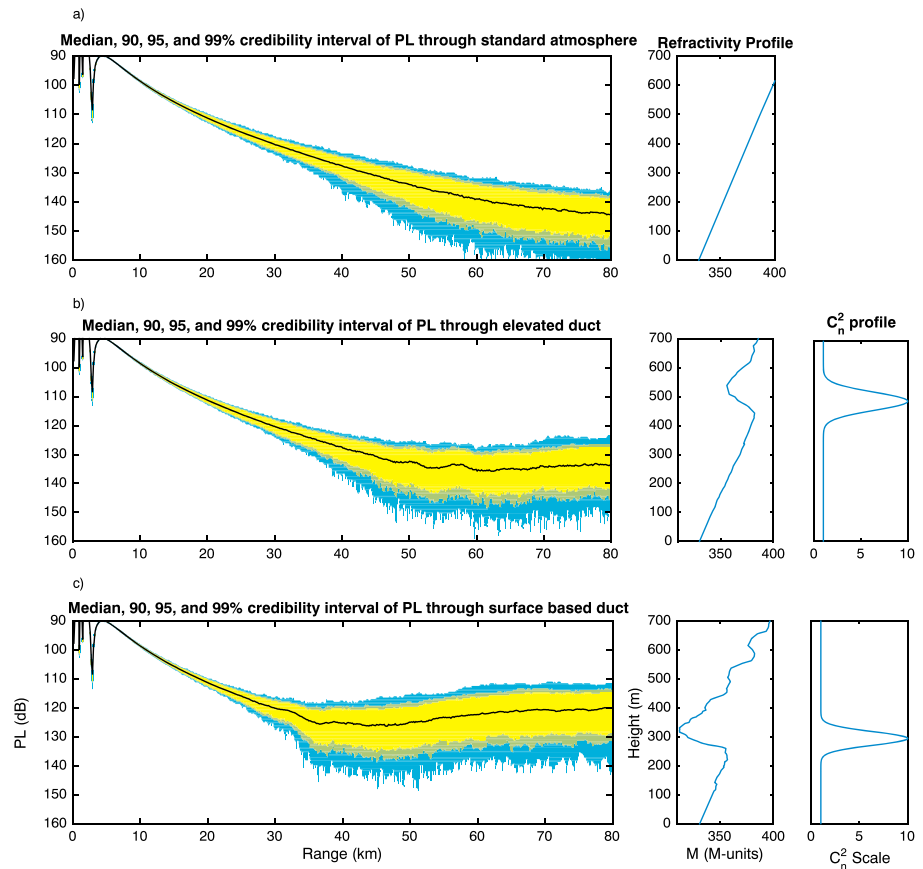 a)
Median, 90, 95, and 99% credibility interval of PL through standard atmosphere
Refractivity Profile
90
100
110
120
130
140
150
160
0 10 20 30 40 50 60 70 80
700
600
500
400
300
200
100
0
350 400
b)
Median, 90, 95, and 99% credibility interval of PL through elevated duct
C_n^2 profile
90
100
110
120
130
140
150
160
0 10 20 30 40 50 60 70 80
700
600
500
400
300
200
100
0
350 400
0 5 10
c)
Median, 90, 95, and 99% credibility interval of PL through surface based duct
PL (dB)
90
100
110
120
130
140
150
160
0 10 20 30 40 50 60 70 80
Range (km)
Height (m)
700
600
500
400
300
200
100
0
350 400
M (M-units)
0 5 10
C_n^2 Scale